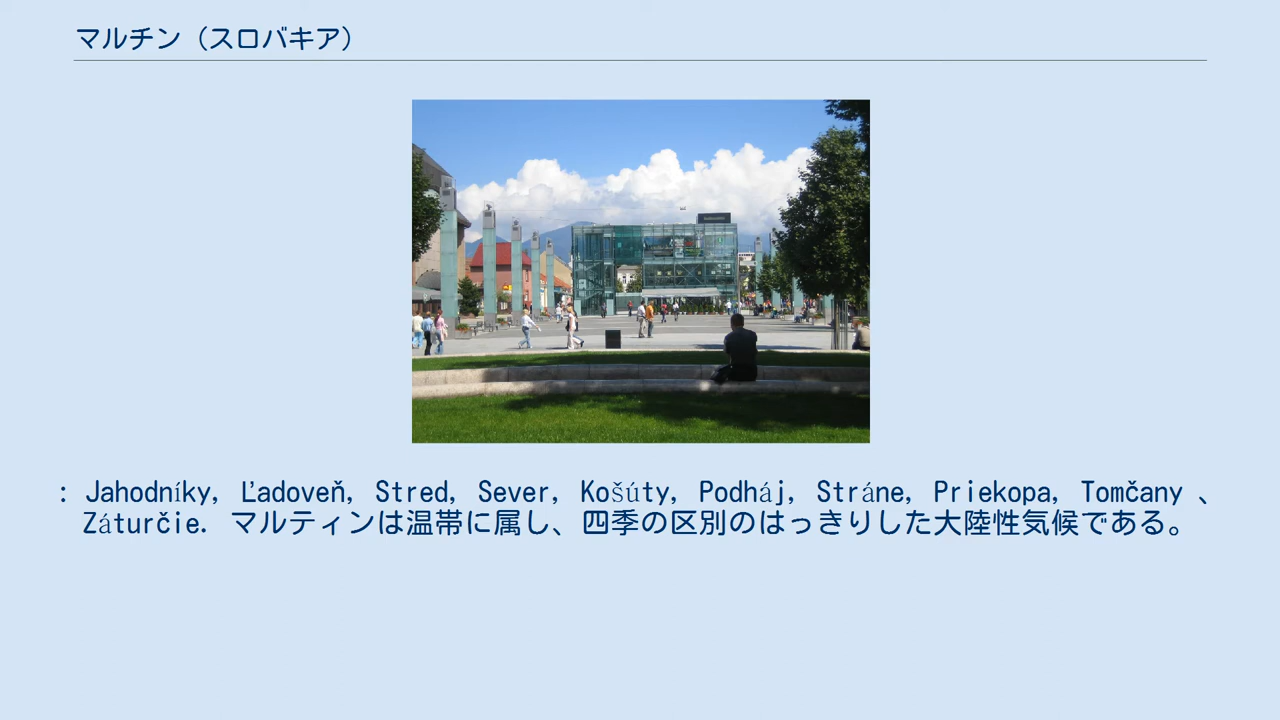 マルチン（スロバキア）
: Jahodníky, Ľadoveň, Stred, Sever, Košúty, Podháj, Stráne, Priekopa, Tomčany 、
Záturčie. マルティンは温帯に属し、四季の区別のはっきりした大陸性気候である。